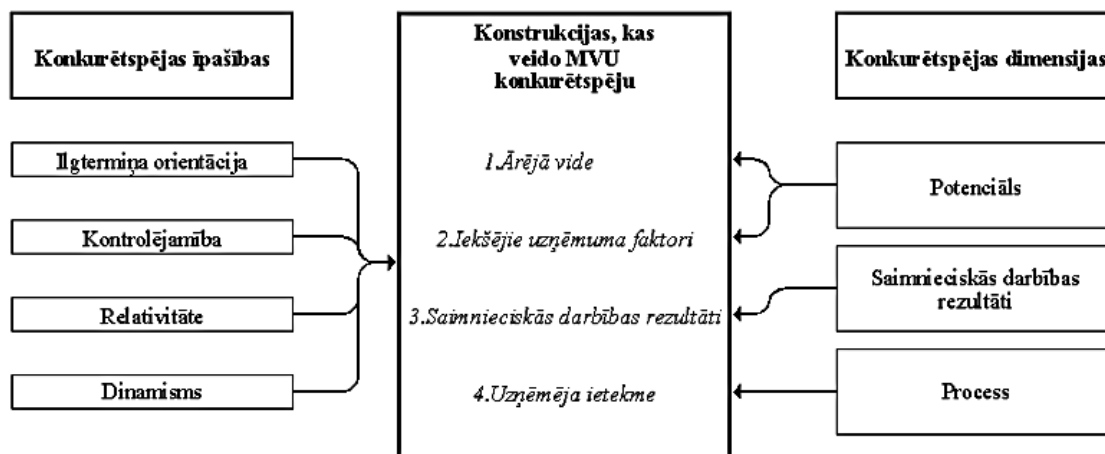 Konkurētspējas īpašības
Ilgtermiņa orientācija
Kontrolējamība
Relativitāte
Dinamisms
Konstrukcijas, kas
veido MVU
konkurētspēju
1.Ārējā vide
2.Iekšējie uzņēmuma faktori
3.Saimnieciskās darbības rezultāti
4.Uzņēmēja ietekme
Konkurētspējas dimensijas
Potenciāls
Saimnieciskās darbības
rezultāti
Process